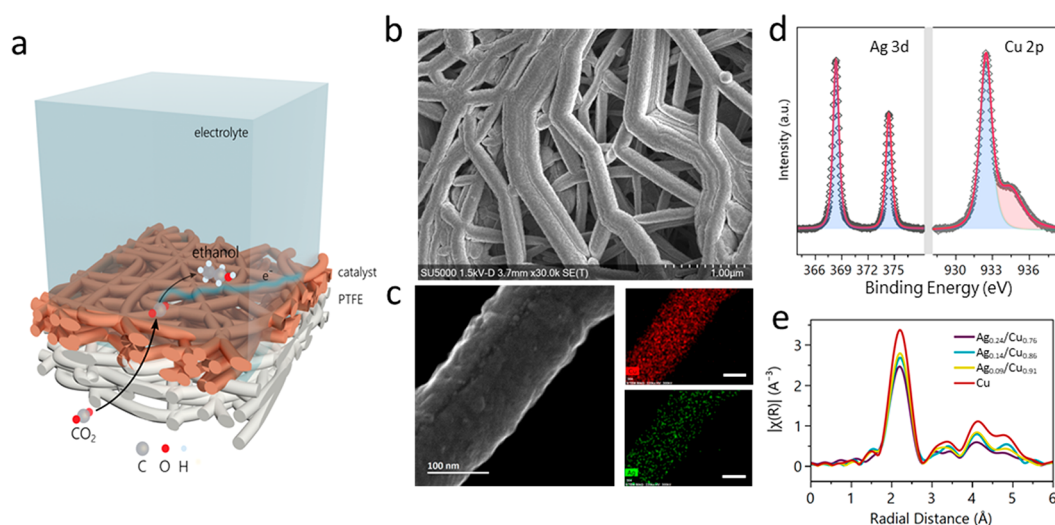 a
electrolyte
ethanol
e⁻
catalyst
PTFE
CO₂
C O H
b
SU5000 1.5kV-D 3.7mm x30.0k SE(T)
1.00μm
c
100 nm
Ag
d
Ag 3d
Cu 2p
Intensity (a.u.)
366 369 372 375
930 933 936
Binding Energy (eV)
e
Ag₀.₂₄/Cu₀.₇₆
Ag₀.₁₄/Cu₀.₈₆
Ag₀.₀₉/Cu₀.₉₁
Cu
|χ(R)| (A⁻³)
3
2
1
0
0 1 2 3 4 5 6
Radial Distance (Å)